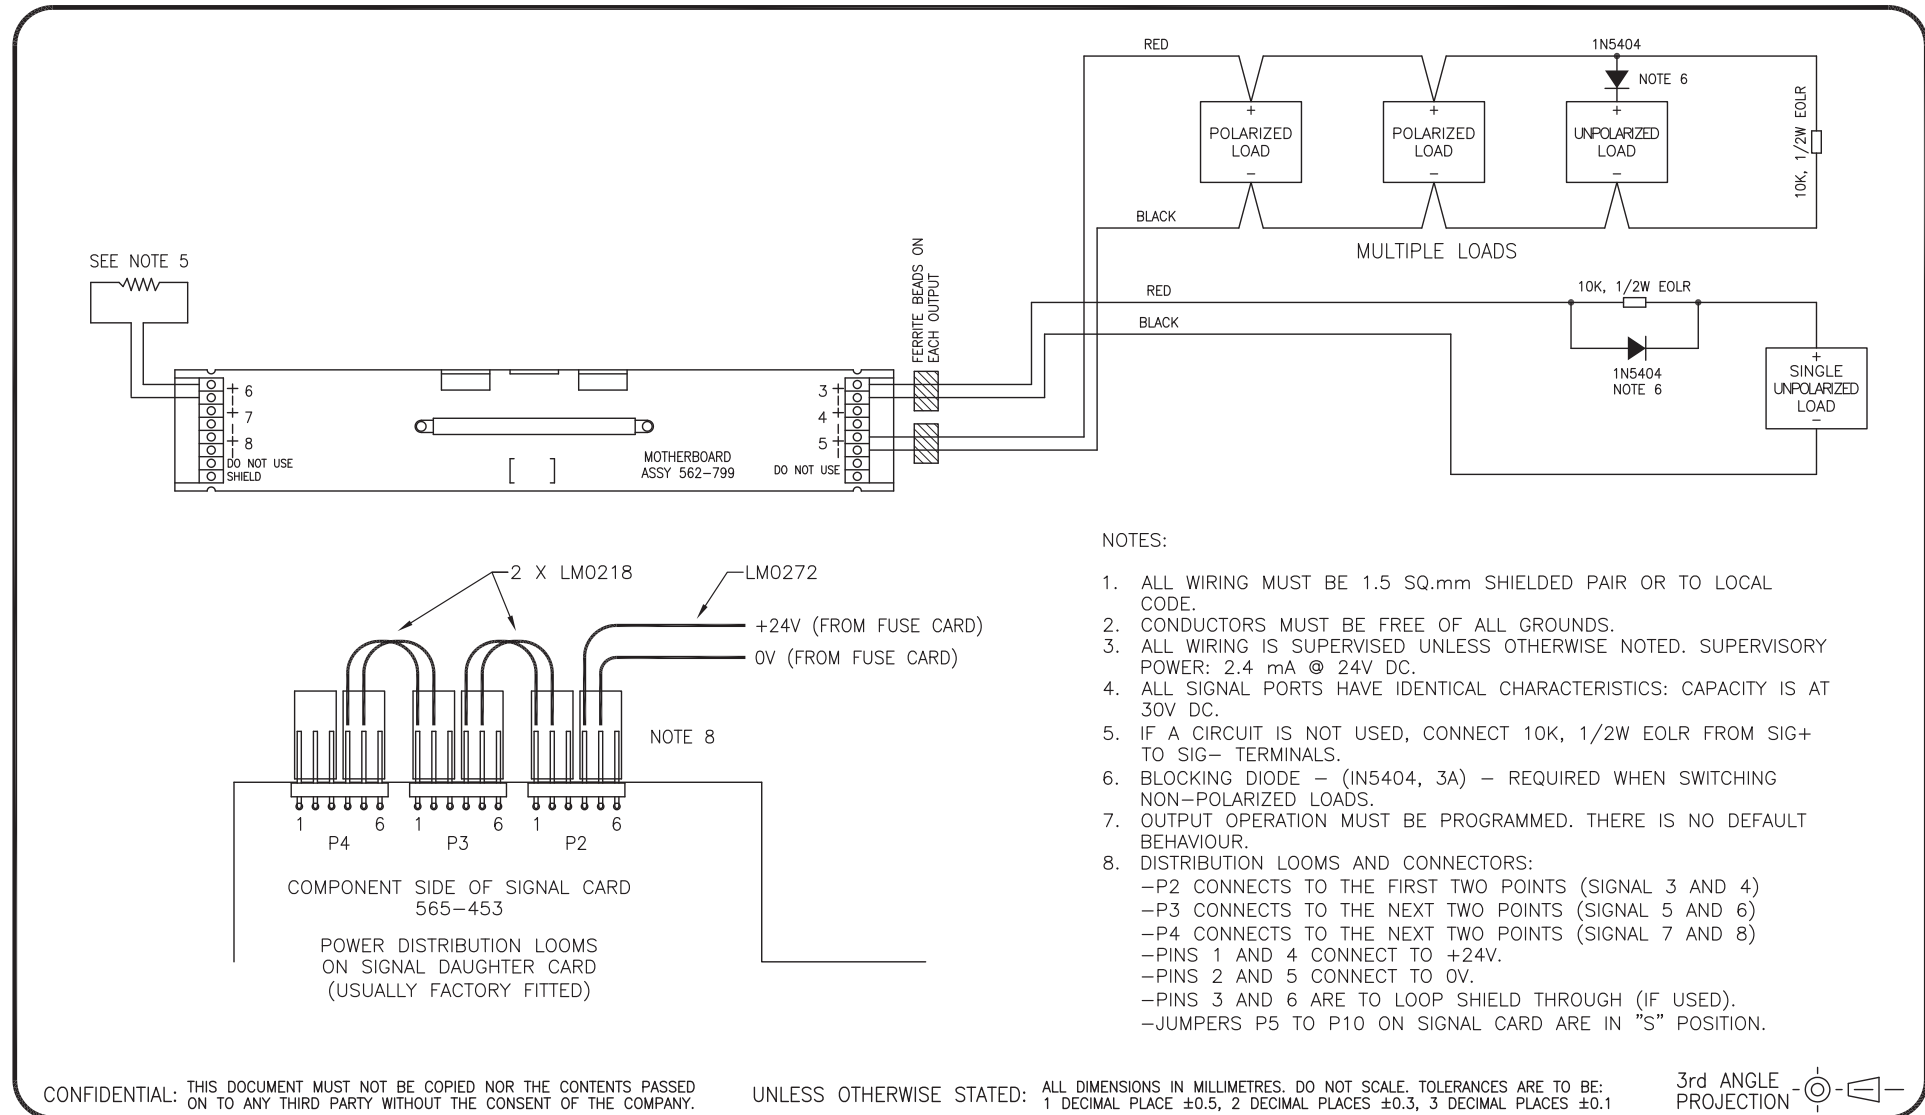 RED
1N5404
NOTE 6
POLARIZED
LOAD
POLARIZED
LOAD
UNPOLARIZED
LOAD
10K, 1/2W EOLR
BLACK
MULTIPLE LOADS
SEE NOTE 5
FERRITE BEADS ON
EACH OUTPUT
RED
10K, 1/2W EOLR
BLACK
1N5404
NOTE 6
SINGLE
UNPOLARIZED
LOAD
6
7
8
DO NOT USE
SHIELD
3
4
5
DO NOT USE
MOTHERBOARD
ASSY 562-799
2 X LM0218
LM0272
+24V (FROM FUSE CARD)
0V (FROM FUSE CARD)
NOTE 8
1 6 1 6 1 6
P4 P3 P2
COMPONENT SIDE OF SIGNAL CARD
565-453
POWER DISTRIBUTION LOOMS
ON SIGNAL DAUGHTER CARD
(USUALLY FACTORY FITTED)
NOTES:
1. ALL WIRING MUST BE 1.5 SQ.mm SHIELDED PAIR OR TO LOCAL
CODE.
2. CONDUCTORS MUST BE FREE OF ALL GROUNDS.
3. ALL WIRING IS SUPERVISED UNLESS OTHERWISE NOTED. SUPERVISORY
POWER: 2.4 mA @ 24V DC.
4. ALL SIGNAL PORTS HAVE IDENTICAL CHARACTERISTICS: CAPACITY IS AT
30V DC.
5. IF A CIRCUIT IS NOT USED, CONNECT 10K, 1/2W EOLR FROM SIG+
TO SIG- TERMINALS.
6. BLOCKING DIODE - (IN5404, 3A) - REQUIRED WHEN SWITCHING
NON-POLARIZED LOADS.
7. OUTPUT OPERATION MUST BE PROGRAMMED. THERE IS NO DEFAULT
BEHAVIOUR.
8. DISTRIBUTION LOOMS AND CONNECTORS:
-P2 CONNECTS TO THE FIRST TWO POINTS (SIGNAL 3 AND 4)
-P3 CONNECTS TO THE NEXT TWO POINTS (SIGNAL 5 AND 6)
-P4 CONNECTS TO THE NEXT TWO POINTS (SIGNAL 7 AND 8)
-PINS 1 AND 4 CONNECT TO +24V.
-PINS 2 AND 5 CONNECT TO 0V.
-PINS 3 AND 6 ARE TO LOOP SHIELD THROUGH (IF USED).
-JUMPERS P5 TO P10 ON SIGNAL CARD ARE IN "S" POSITION.
CONFIDENTIAL: THIS DOCUMENT MUST NOT BE COPIED NOR THE CONTENTS PASSED
ON TO ANY THIRD PARTY WITHOUT THE CONSENT OF THE COMPANY.
UNLESS OTHERWISE STATED: ALL DIMENSIONS IN MILLIMETRES. DO NOT SCALE. TOLERANCES ARE TO BE:
1 DECIMAL PLACE ±0.5, 2 DECIMAL PLACES ±0.3, 3 DECIMAL PLACES ±0.1
3rd ANGLE
PROJECTION